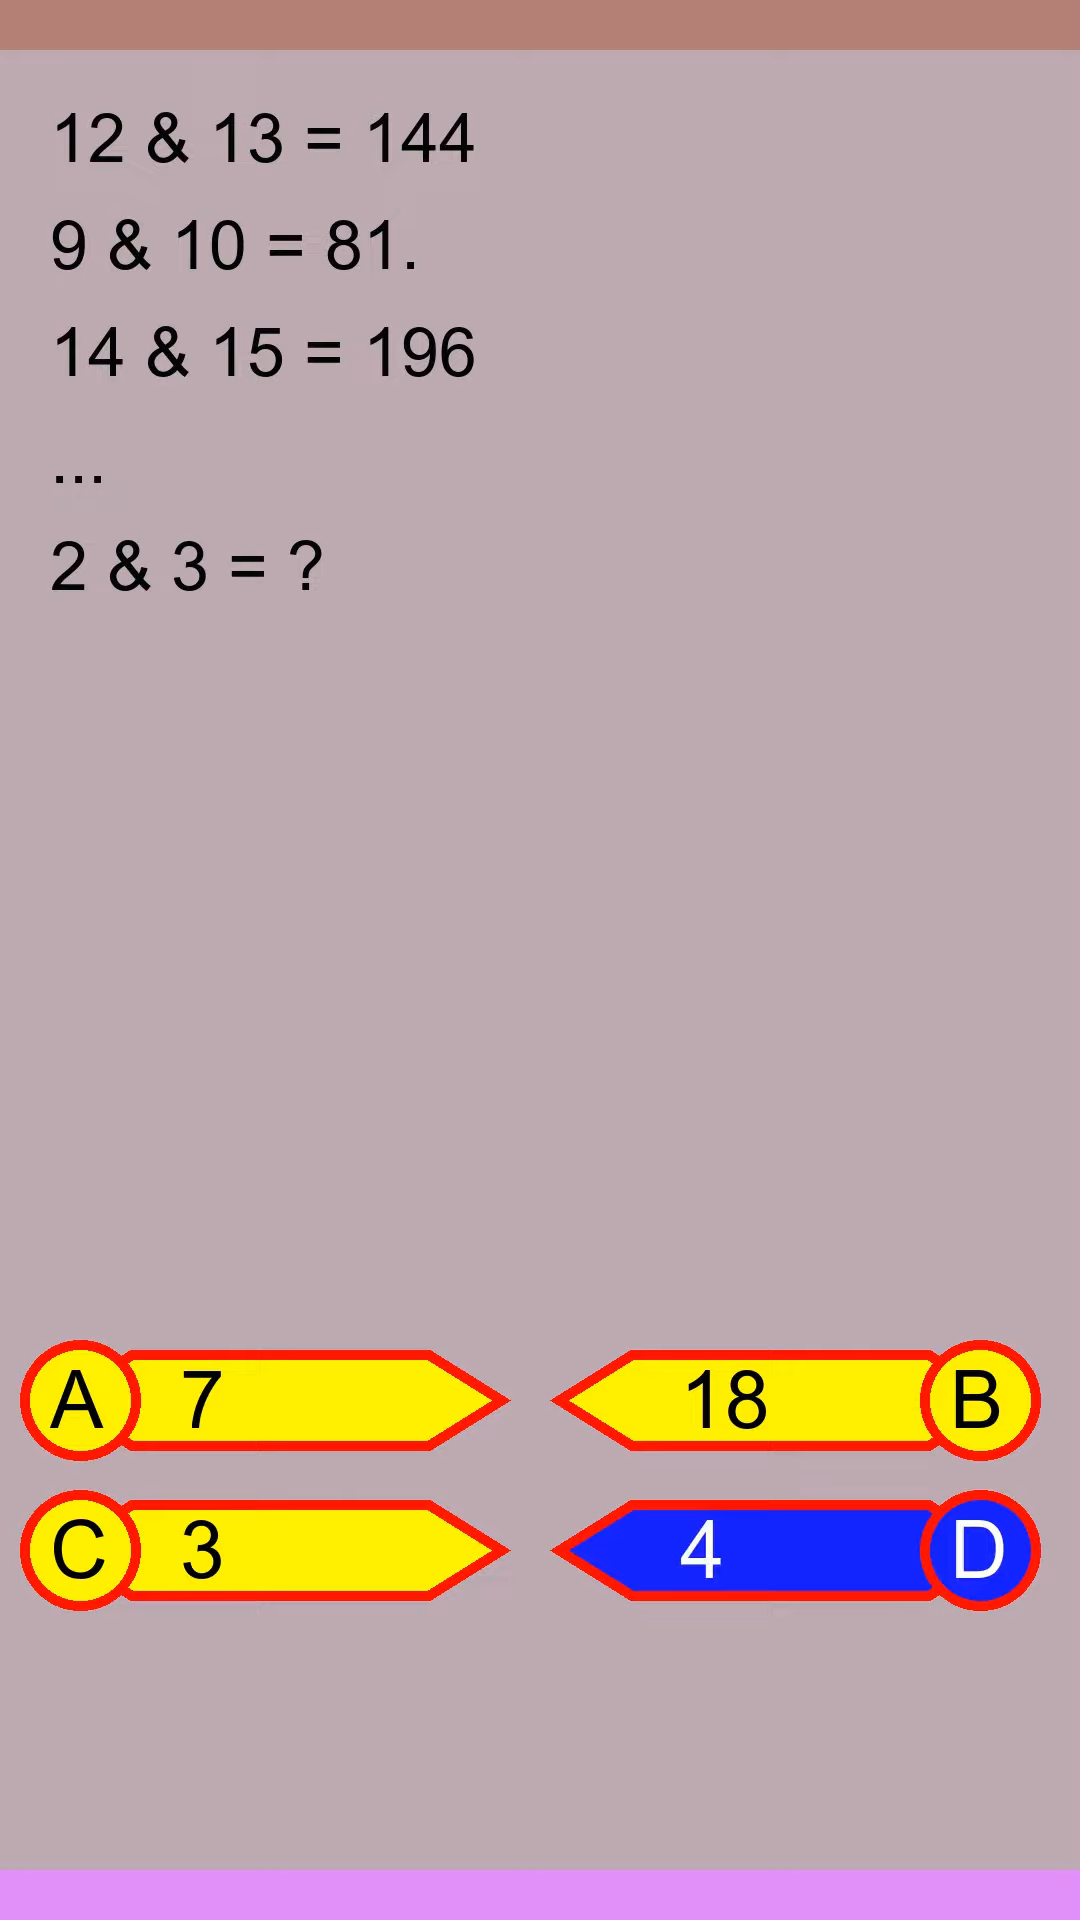 12 & 13 = 144
9 & 10 = 81.
14 & 15 = 196
...
2 & 3 = ?
A 7
18 B
C 3
4 D